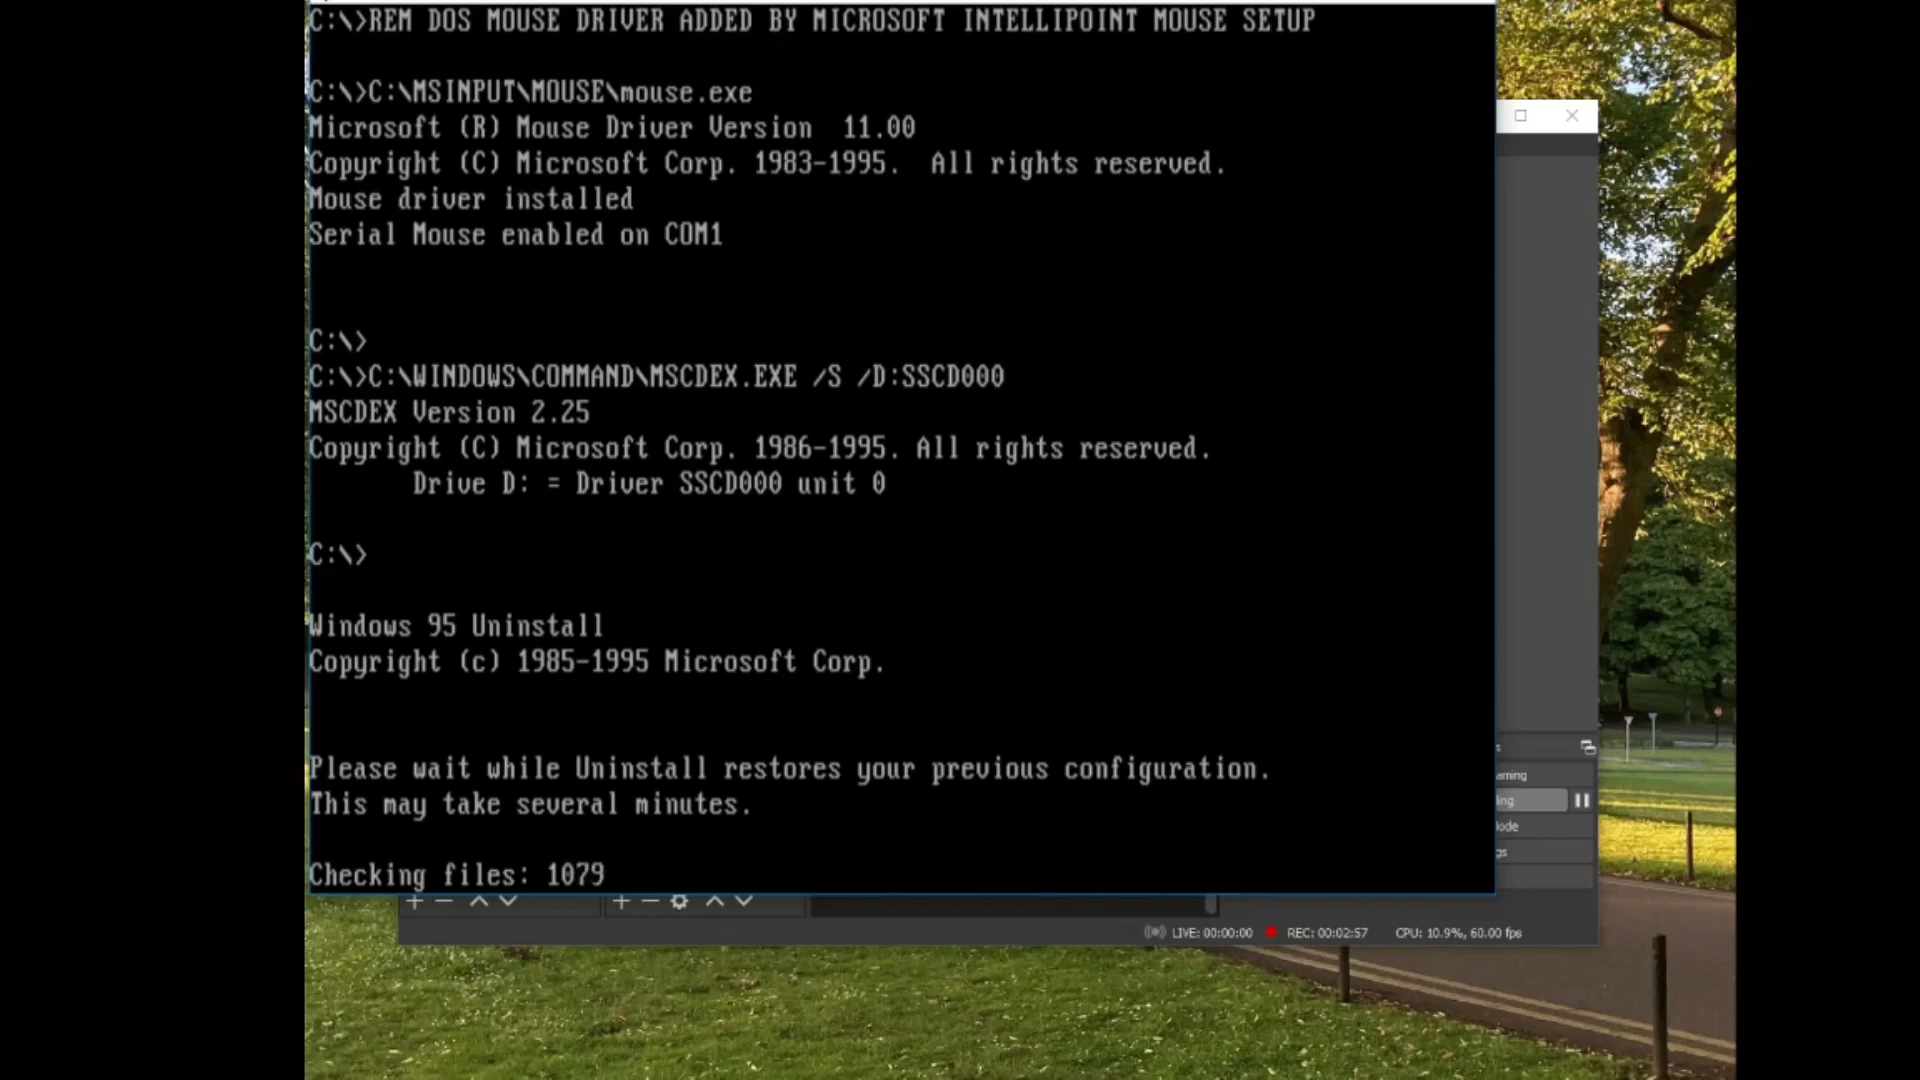 C:\>REM DOS MOUSE DRIVER ADDED BY MICROSOFT INTELLIPOINT MOUSE SETUP
C:\>C:\MSINPUT\MOUSE\mouse.exe
Microsoft (R) Mouse Driver Version  11.00
Copyright (C) Microsoft Corp. 1983-1995.  All rights reserved.
Mouse driver installed
Serial Mouse enabled on COM1
C:\>
C:\>C:\WINDOWS\COMMAND\MSCDEX.EXE /S /D:SSCD000
MSCDEX Version 2.25
Copyright (C) Microsoft Corp. 1986-1995. All rights reserved.
Drive D: = Driver SSCD000 unit 0
C:\>
Windows 95 Uninstall
Copyright (c) 1985-1995 Microsoft Corp.
Please wait while Uninstall restores your previous configuration.
This may take several minutes.
Checking files: 1079
LIVE: 00:00:00 REC: 00:02:57 CPU: 10.9%, 60.00 fps